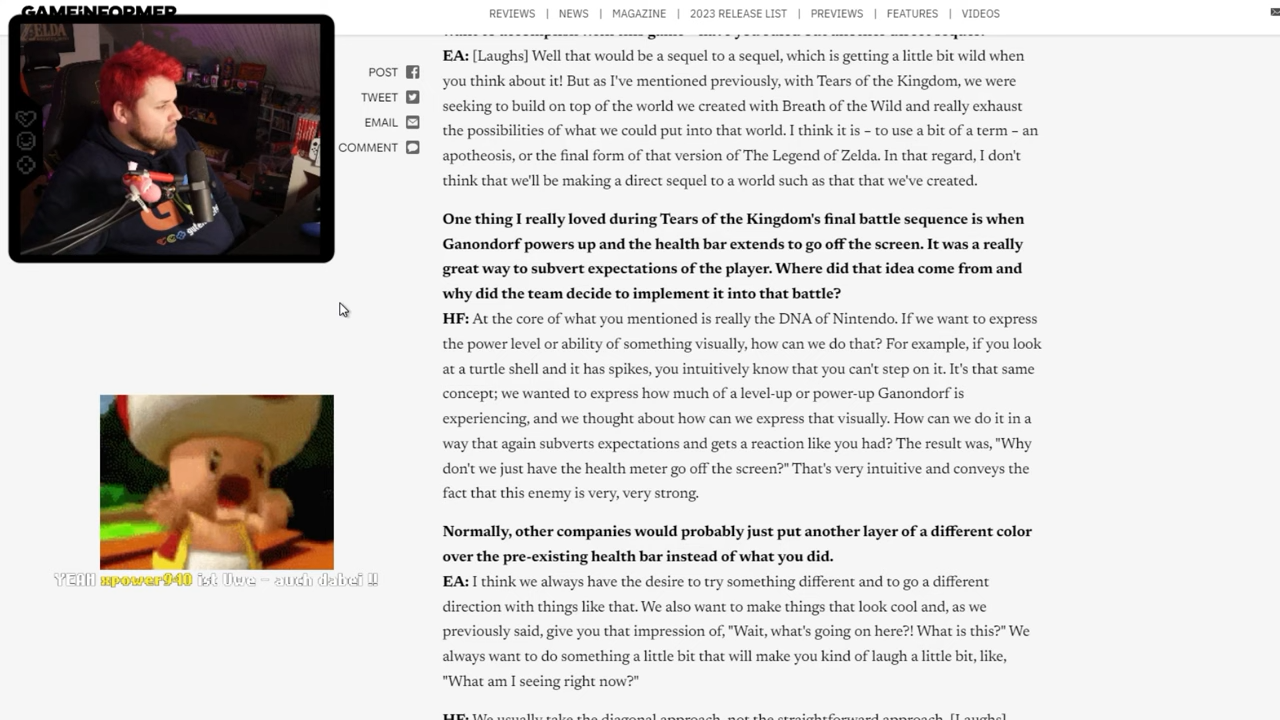 GAMEINFORMER
REVIEWS | NEWS | MAGAZINE | 2023 RELEASE LIST | PREVIEWS | FEATURES | VIDEOS
ZELDA
POST
TWEET
EMAIL
COMMENT
EA: [Laughs] Well that would be a sequel to a sequel, which is getting a little bit wild when
you think about it! But as I've mentioned previously, with Tears of the Kingdom, we were
seeking to build on top of the world we created with Breath of the Wild and really exhaust
the possibilities of what we could put into that world. I think it is – to use a bit of a term – an
apotheosis, or the final form of that version of The Legend of Zelda. In that regard, I don't
think that we'll be making a direct sequel to a world such as that that we've created.
One thing I really loved during Tears of the Kingdom's final battle sequence is when
Ganondorf powers up and the health bar extends to go off the screen. It was a really
great way to subvert expectations of the player. Where did that idea come from and
why did the team decide to implement it into that battle?
HF: At the core of what you mentioned is really the DNA of Nintendo. If we want to express
the power level or ability of something visually, how can we do that? For example, if you look
at a turtle shell and it has spikes, you intuitively know that you can't step on it. It's that same
concept; we wanted to express how much of a level-up or power-up Ganondorf is
experiencing, and we thought about how can we express that visually. How can we do it in a
way that again subverts expectations and gets a reaction like you had? The result was, "Why
don't we just have the health meter go off the screen?" That's very intuitive and conveys the
fact that this enemy is very, very strong.
Normally, other companies would probably just put another layer of a different color
over the pre-existing health bar instead of what you did.
EA: I think we always have the desire to try something different and to go a different
direction with things like that. We also want to make things that look cool and, as we
previously said, give you that impression of, "Wait, what's going on here?! What is this?" We
always want to do something a little bit that will make you kind of laugh a little bit, like,
"What am I seeing right now?"
HF: We usually take the diagonal approach, not the straightforward approach. [Laughs]
YEAH xpower940 ist Uwe - auch dabei !!